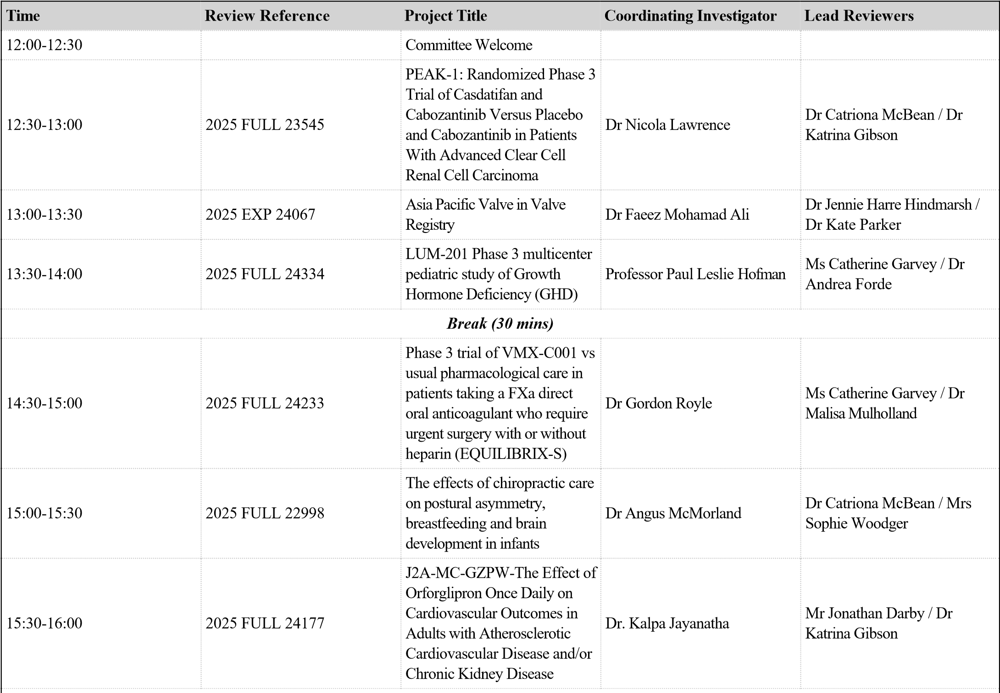 Time Review Reference Project Title Coordinating Investigator Lead Reviewers
12:00-12:30 Committee Welcome
12:30-13:00 2025 FULL 23545
PEAK-1: Randomized Phase 3
Trial of Casdatifan and
Cabozantinib Versus Placebo
and Cabozantinib in Patients
With Advanced Clear Cell
Renal Cell Carcinoma
Dr Nicola Lawrence
Dr Catriona McBean / Dr
Katrina Gibson
13:00-13:30 2025 EXP 24067
Asia Pacific Valve in Valve
Registry
Dr Faeez Mohamad Ali
Dr Jennie Harre Hindmarsh /
Dr Kate Parker
13:30-14:00 2025 FULL 24334
LUM-201 Phase 3 multicenter
pediatric study of Growth
Hormone Deficiency (GHD)
Professor Paul Leslie Hofman
Ms Catherine Garvey / Dr
Andrea Forde
Break (30 mins)
14:30-15:00 2025 FULL 24233
Phase 3 trial of VMX-C001 vs
usual pharmacological care in
patients taking a FXa direct
oral anticoagulant who require
urgent surgery with or without
heparin (EQUILIBRIX-S)
Dr Gordon Royle
Ms Catherine Garvey / Dr
Malisa Mulholland
15:00-15:30 2025 FULL 22998
The effects of chiropractic care
on postural asymmetry,
breastfeeding and brain
development in infants
Dr Angus McMorland
Dr Catriona McBean / Mrs
Sophie Woodger
15:30-16:00 2025 FULL 24177
J2A-MC-GZPW-The Effect of
Orforglipron Once Daily on
Cardiovascular Outcomes in
Adults with Atherosclerotic
Cardiovascular Disease and/or
Chronic Kidney Disease
Dr. Kalpa Jayanatha
Mr Jonathan Darby / Dr
Katrina Gibson